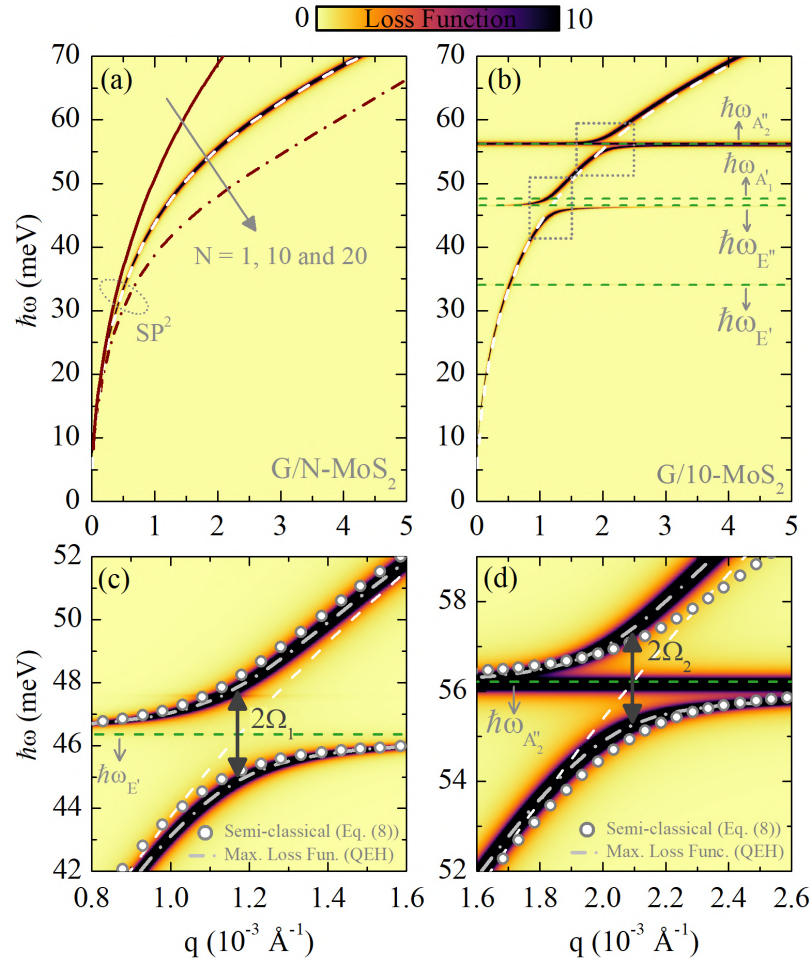 0 Loss Function 10
(a)
70
60
50
40
30
20
10
0
ħω (meV)
N = 1, 10 and 20
SP²
G/N-MoS₂
0 1 2 3 4 5
(b)
70
60
50
40
30
20
10
0
ħω_A''₂
ħω_A'₁
ħω_E''
ħω_E'
G/10-MoS₂
0 1 2 3 4 5
(c)
52
50
48
46
44
42
ħω (meV)
2Ω₁
ħω_E'
Semi-classical (Eq. (8))
Max. Loss Fun. (QEH)
0.8 1.0 1.2 1.4 1.6
q (10⁻³ Å⁻¹)
(d)
58
56
54
52
2Ω₂
ħω_A''₂
Semi-classical (Eq. (8))
Max. Loss Func. (QEH)
1.6 1.8 2.0 2.2 2.4 2.6
q (10⁻³ Å⁻¹)